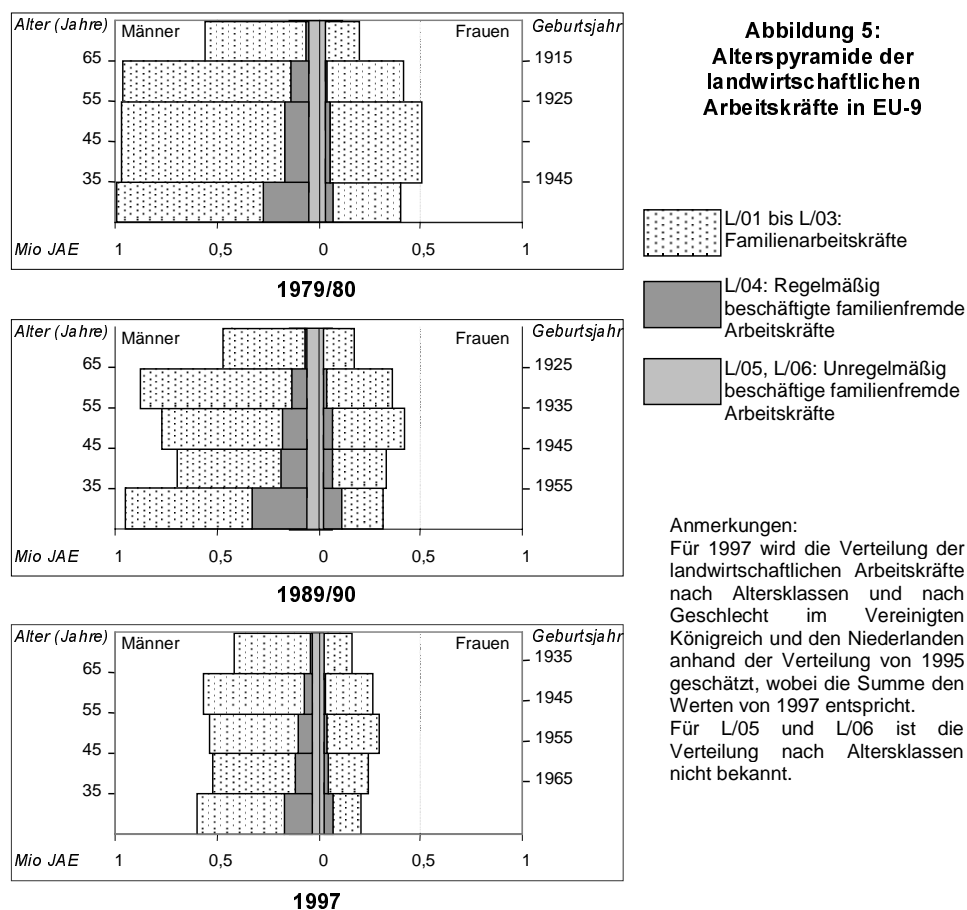 Abbildung 5:
Alterspyramide der
landwirtschaftlichen
Arbeitskräfte in EU-9
Alter (Jahre) Männer Frauen Geburtsjahr
65 1915
55 1925
45
35 1945
Mio JAE 1 0,5 0 0,5 1
1979/80
Alter (Jahre) Männer Frauen Geburtsjahr
65 1925
55 1935
45 1945
35 1955
Mio JAE 1 0,5 0 0,5 1
1989/90
Alter (Jahre) Männer Frauen Geburtsjahr
65 1935
55 1945
45 1955
35 1965
Mio JAE 1 0,5 0 0,5 1
1997
L/01 bis L/03:
Familienarbeitskräfte
L/04: Regelmäßig
beschäftigte familienfremde
Arbeitskräfte
L/05, L/06: Unregelmäßig
beschäftige familienfremde
Arbeitskräfte
Anmerkungen:
Für 1997 wird die Verteilung der
landwirtschaftlichen Arbeitskräfte
nach Altersklassen und nach
Geschlecht im Vereinigten
Königreich und den Niederlanden
anhand der Verteilung von 1995
geschätzt, wobei die Summe den
Werten von 1997 entspricht.
Für L/05 und L/06 ist die
Verteilung nach Altersklassen
nicht bekannt.